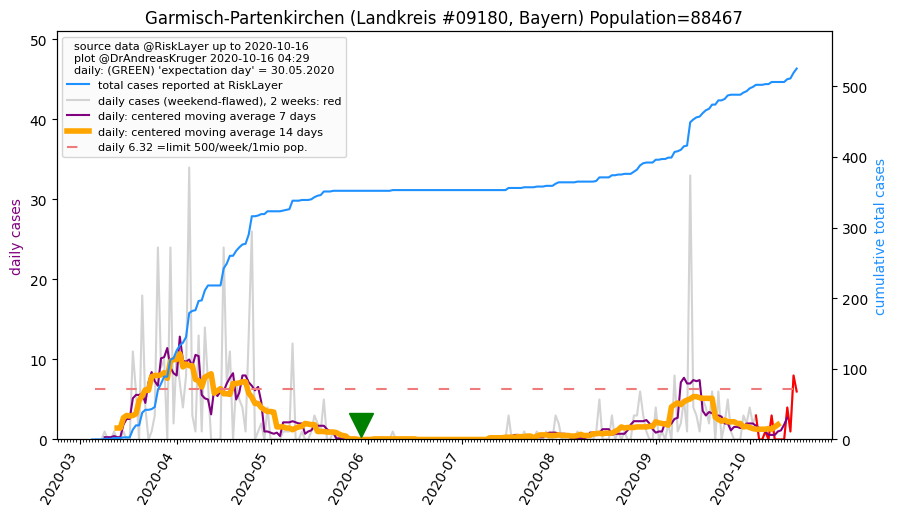 Garmisch-Partenkirchen (Landkreis #09180, Bayern) Population=88467
source data @RiskLayer up to 2020-10-16
plot @DrAndreasKruger 2020-10-16 04:29
daily: (GREEN) 'expectation day' = 30.05.2020
total cases reported at RiskLayer
daily cases (weekend-flawed), 2 weeks: red
daily: centered moving average 7 days
daily: centered moving average 14 days
daily 6.32 =limit 500/week/1mio pop.
daily cases
50
40
30
20
10
0
cumulative total cases
500
400
300
200
100
0
2020-03
2020-04
2020-05
2020-06
2020-07
2020-08
2020-09
2020-10